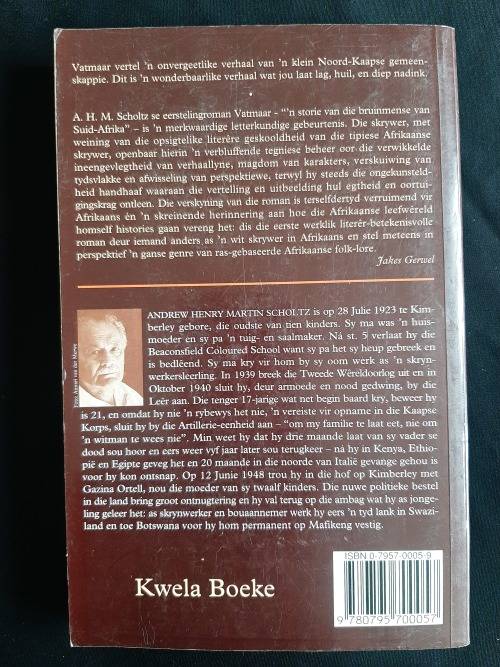 Vatmaar vertel 'n onvergeetlike verhaal van 'n klein Noord-Kaapse gemeen-
skappie. Dit is 'n wonderbaarlike verhaal wat jou laat lag, huil, en diep nadink.
A. H. M. Scholtz se eerstelingroman Vatmaar - “'n storie van die bruinmense van
Suid-Afrika” – is 'n merkwaardige letterkundige gebeurtenis. Die skrywer, met
weining van die opsigtelike literêre geskooldheid van die tipiese Afrikaanse
skrywer, openbaar hierin 'n verbluffende tegniese beheer oor die verwikkelde
ineengevlegtheid van verhaallyne, magdom van karakters, verskuiwing van
tydsvlakke en afwisseling van perspektiewe, terwyl hy steeds die ongekunsteld-
heid handhaaf waaraan die vertelling en uitbeelding hul egtheid en oortui-
gingskrag ontleen. Die verskyning van die roman is terselfdertyd verruimend vir
Afrikaans èn 'n skreinende herinnering aan hoe die Afrikaanse leefwêreld
homself histories gaan vereng het: dis die eerste werklik literêr-betekenisvolle
roman deur iemand anders as 'n wit skrywer in Afrikaans en stel meteens in
perspektief 'n ganse genre van ras-gebaseerde Afrikaanse folk-lore.
Jakes Gerwel
ANDREW HENRY MARTIN SCHOLTZ is op 28 Julie 1923 te Kim-
berley gebore, die oudste van tien kinders. Sy ma was 'n huis-
moeder en sy pa 'n tuig- en saalmaker. Ná st. 5 verlaat hy die
Beaconsfield Coloured School want sy pa het sy heup gebreek en
is bedlêend. Sy ma kry vir hom by sy oom werk as 'n skryn-
werkersleerling. In 1939 breek die Tweede Wêreldoorlog uit en in
Oktober 1940 sluit hy, deur armoede en nood gedwing, by die
Leër aan. Die tenger 17-jarige wat net begin baard kry, beweer hy
is 21, en omdat hy nie 'n rybewys het nie, 'n vereiste vir opname in die Kaapse
Korps, sluit hy by die Artillerie-eenheid aan – “om my familie te laat eet, nie om
'n witman te wees nie”. Min weet hy dat hy drie maande laat van sy vader se
dood sou hoor en eers weer vyf jaar later sou terugkeer – ná hy in Kenya, Ethio-
pië en Egipte geveg het en 20 maande in die noorde van Italië gevange gehou is
voor hy kon ontsnap. Op 12 Junie 1948 trou hy in die hof op Kimberley met
Gazina Ortell, nou die moeder van sy twaalf kinders. Die nuwe politieke bestel
in die land bring groot ontnugtering en hy val terug op die ambag wat hy as jonge-
ling geleer het: as skrynwerker en bouaannemer werk hy eers 'n tyd lank in Swazi-
land en toe Botswana voor hy hom permanent op Mafikeng vestig.
Kwela Boeke
ISBN 0-7957-0005-9
9 780795 700057